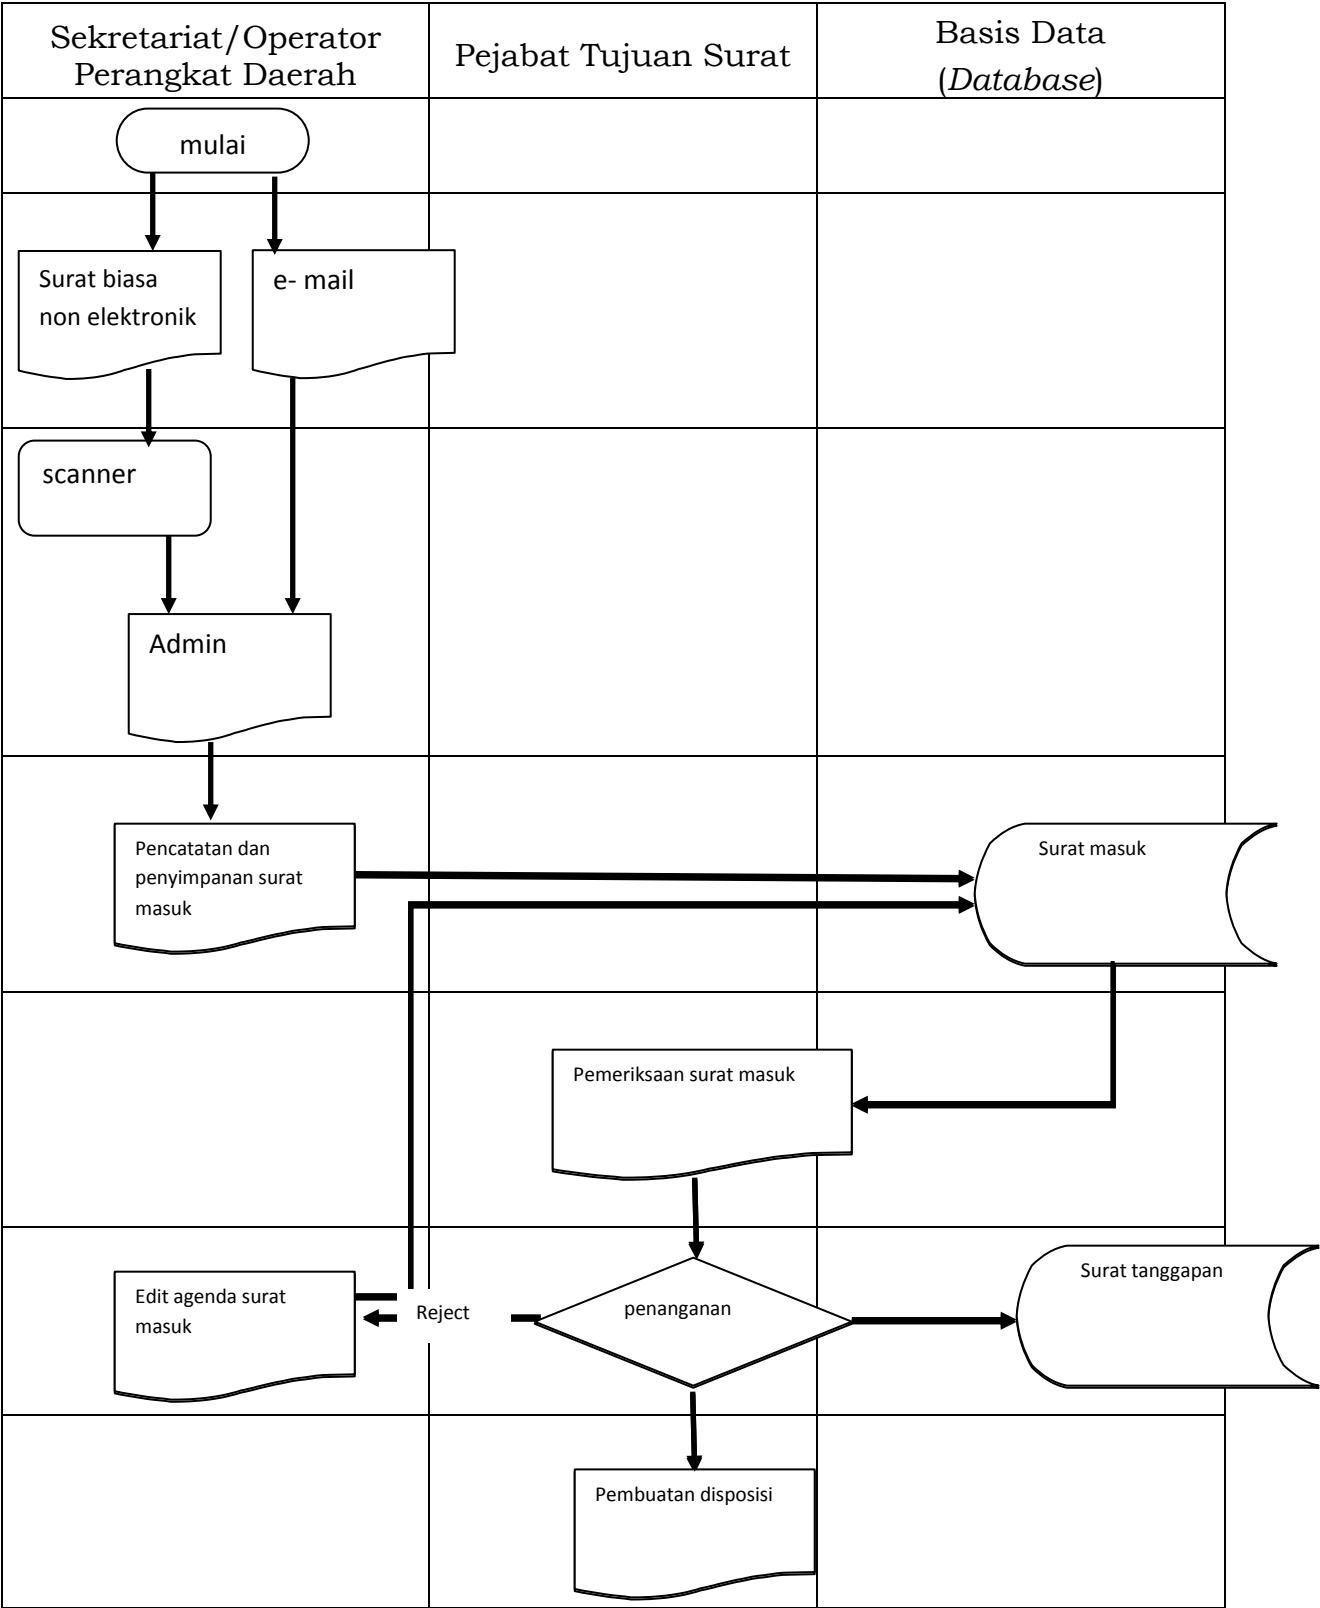 Sekretariat/Operator
Perangkat Daerah
Pejabat Tujuan Surat
Basis Data
(Database)
mulai
Surat biasa
non elektronik
e- mail
scanner
Admin
Pencatatan dan
penyimpanan surat
masuk
Surat masuk
Pemeriksaan surat masuk
Edit agenda surat
masuk
Reject
penanganan
Surat tanggapan
Pembuatan disposisi